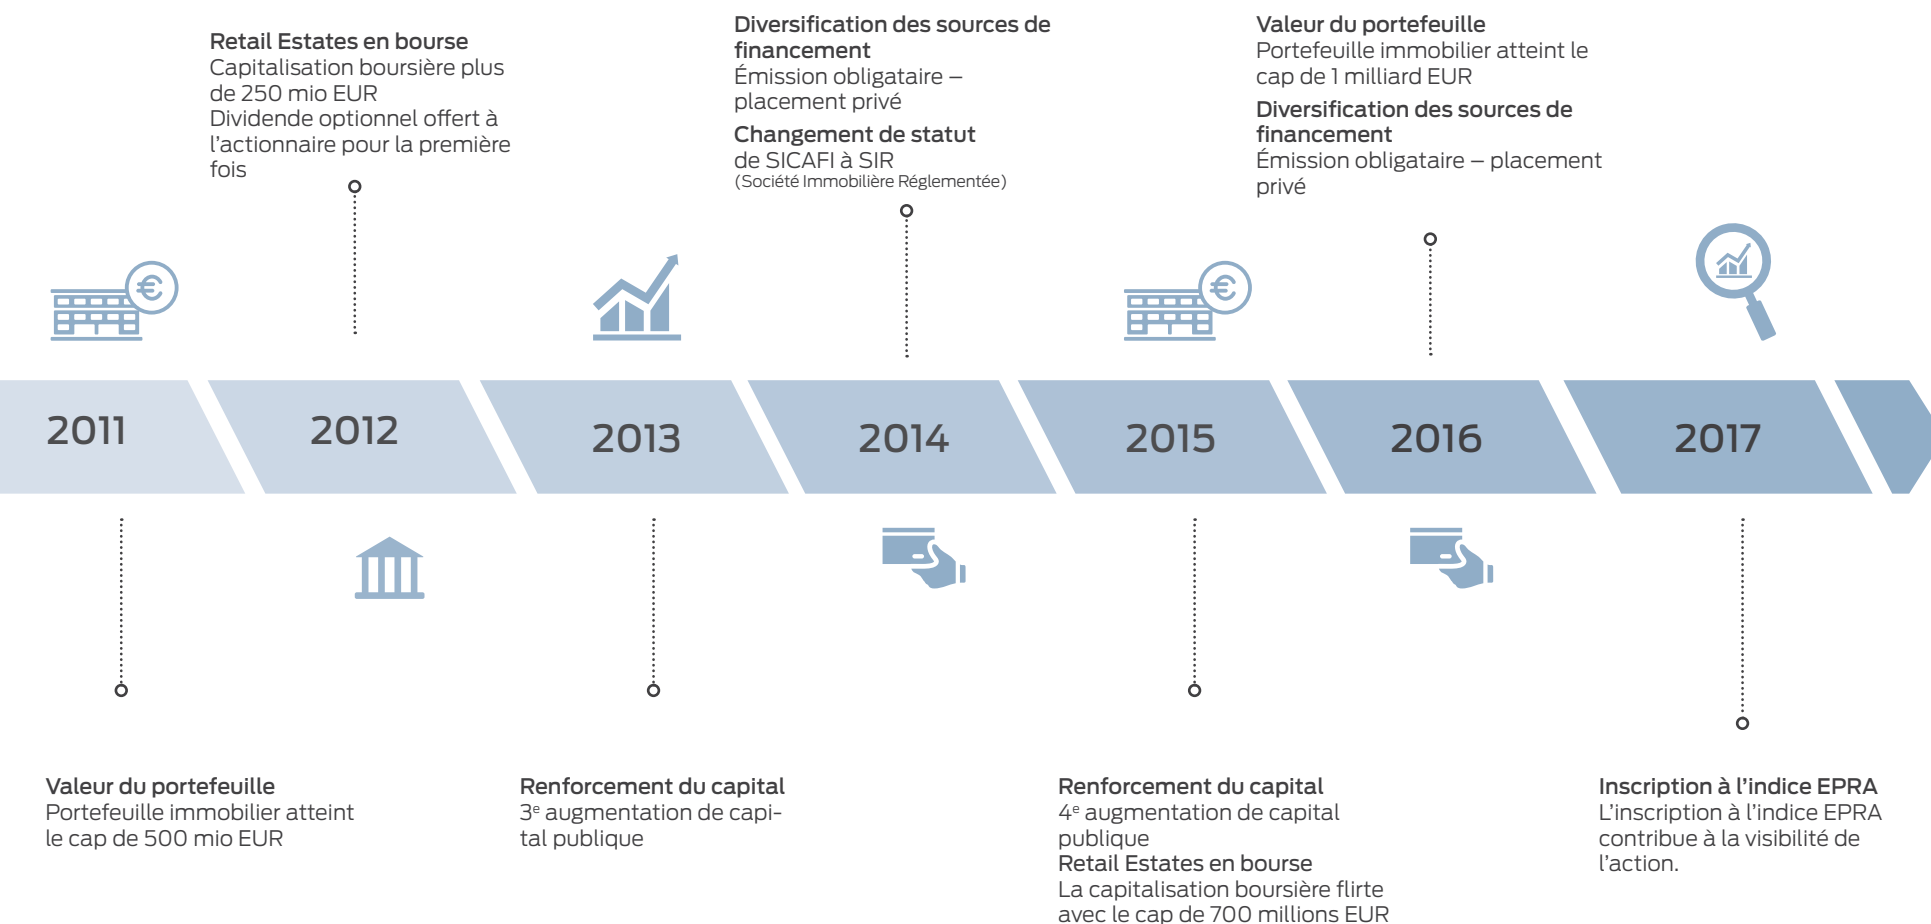 Retail Estates en bourse
Capitalisation boursière plus
de 250 mio EUR
Dividende optionnel offert à
l’actionnaire pour la première
fois
Diversification des sources de
financement
Émission obligataire –
placement privé
Changement de statut
de SICAFI à SIR
(Société Immobilière Réglementée)
Valeur du portefeuille
Portefeuille immobilier atteint le
cap de 1 milliard EUR
Diversification des sources de
financement
Émission obligataire – placement
privé
€
€
2011
2012
2013
2014
2015
2016
2017
Valeur du portefeuille
Portefeuille immobilier atteint
le cap de 500 mio EUR
Renforcement du capital
3e augmentation de capi-
tal publique
Renforcement du capital
4e augmentation de capital
publique
Retail Estates en bourse
La capitalisation boursière flirte
avec le cap de 700 millions EUR
Inscription à l’indice EPRA
L’inscription à l’indice EPRA
contribue à la visibilité de
l’action.